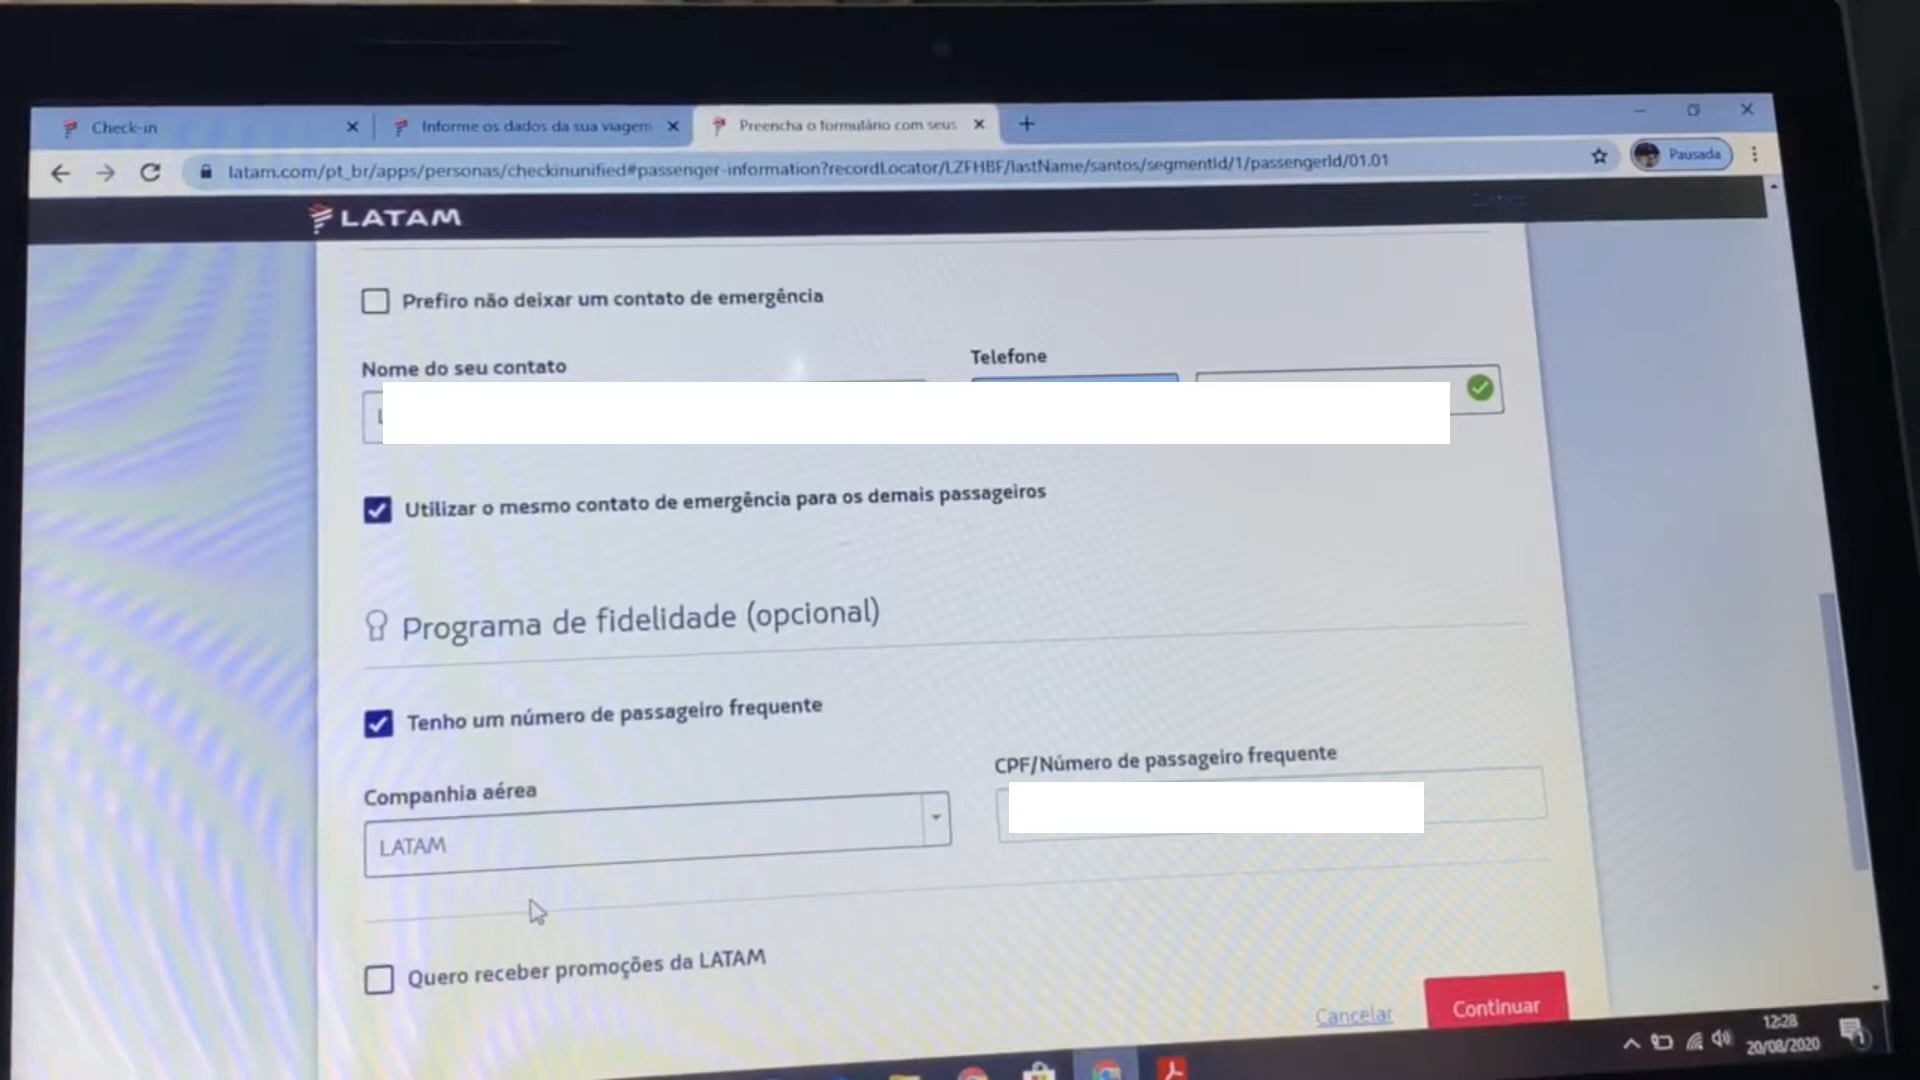 Check-in
Informe os dados da sua viagem
Preencha o formulário com seus
latam.com/pt_br/apps/personas/checkinunified#passenger-information?recordLocator/LZFHBF/lastName/santos/segmentId/1/passengerId/01.01
Pausada
LATAM
Prefiro não deixar um contato de emergência
Nome do seu contato
Telefone
Utilizar o mesmo contato de emergência para os demais passageiros
Programa de fidelidade (opcional)
Tenho um número de passageiro frequente
Companhia aérea
CPF/Número de passageiro frequente
LATAM
Quero receber promoções da LATAM
Cancelar
Continuar
12:28
20/08/2020